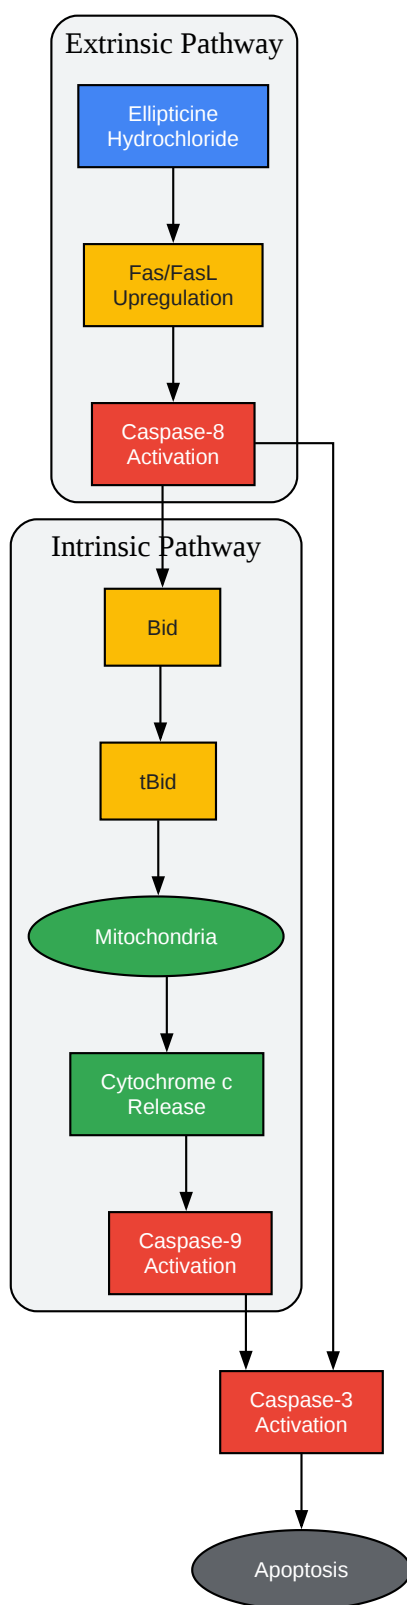 Extrinsic Pathway
Ellipticine
Hydrochloride
Fas/FasL
Upregulation
Caspase-8
Activation
Intrinsic Pathway
Bid
tBid
Mitochondria
Cytochrome c
Release
Caspase-9
Activation
Caspase-3
Activation
Apoptosis